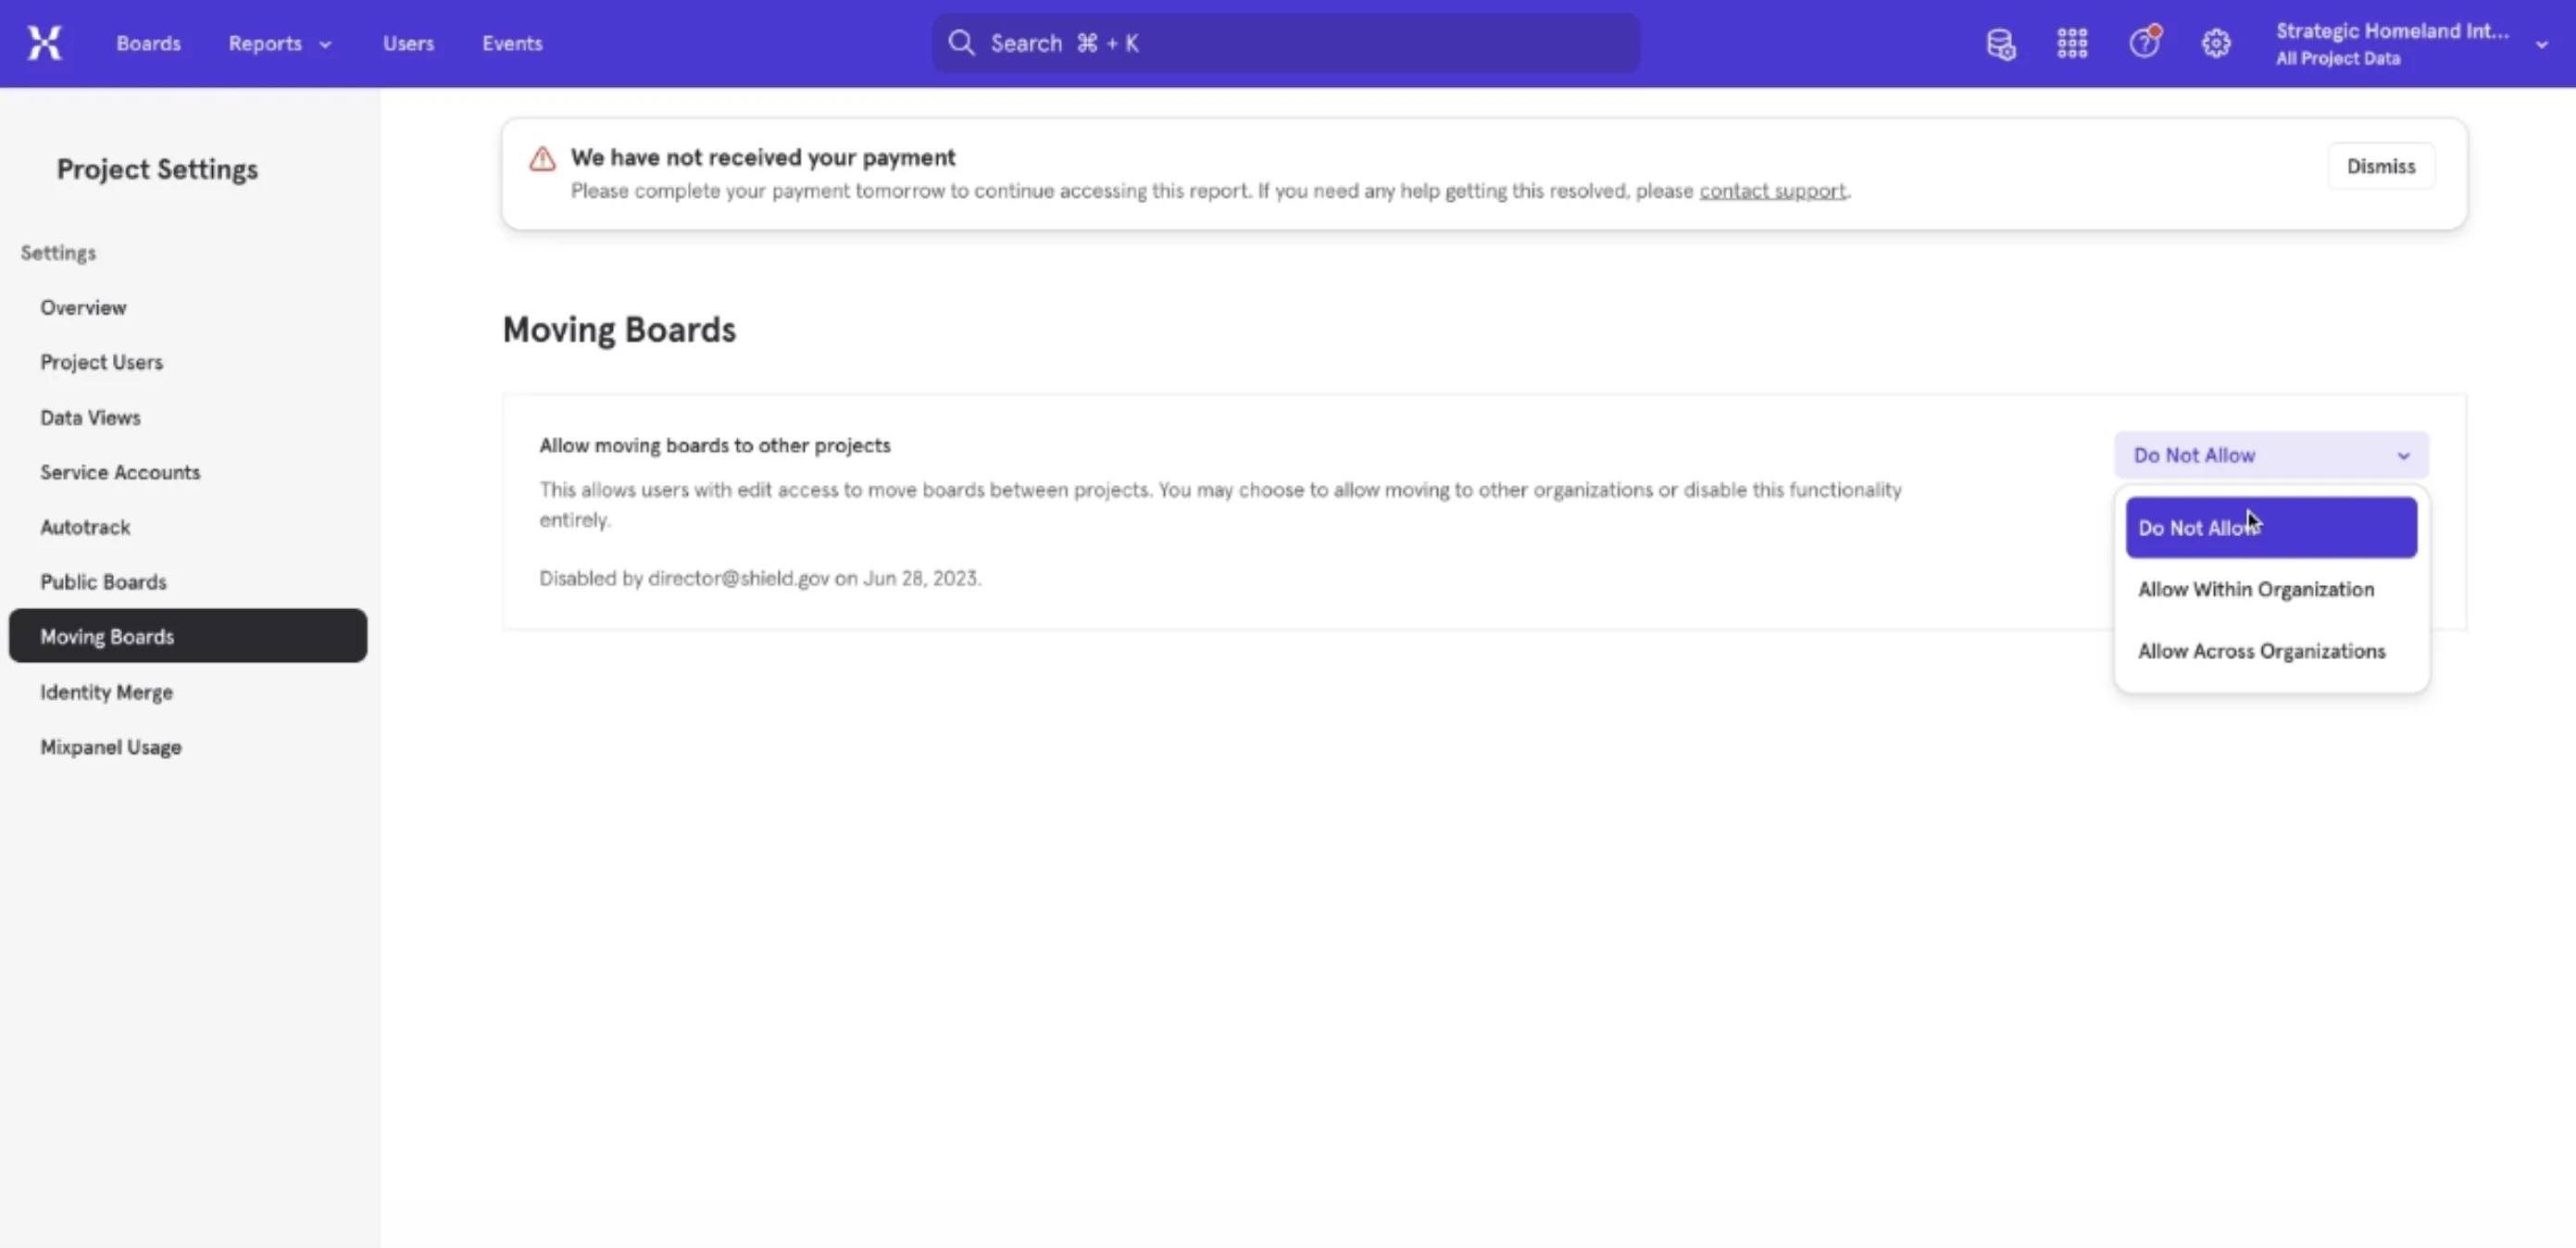 Boards
Reports
Users
Events
Search ⌘ + K
Strategic Homeland Int...
All Project Data
Project Settings
Settings
Overview
Project Users
Data Views
Service Accounts
Autotrack
Public Boards
Moving Boards
Identity Merge
Mixpanel Usage
We have not received your payment
Please complete your payment tomorrow to continue accessing this report. If you need any help getting this resolved, please contact support.
Dismiss
Moving Boards
Allow moving boards to other projects
This allows users with edit access to move boards between projects. You may choose to allow moving to other organizations or disable this functionality
entirely.
Disabled by director@shield.gov on Jun 28, 2023.
Do Not Allow
Do Not Allow
Allow Within Organization
Allow Across Organizations